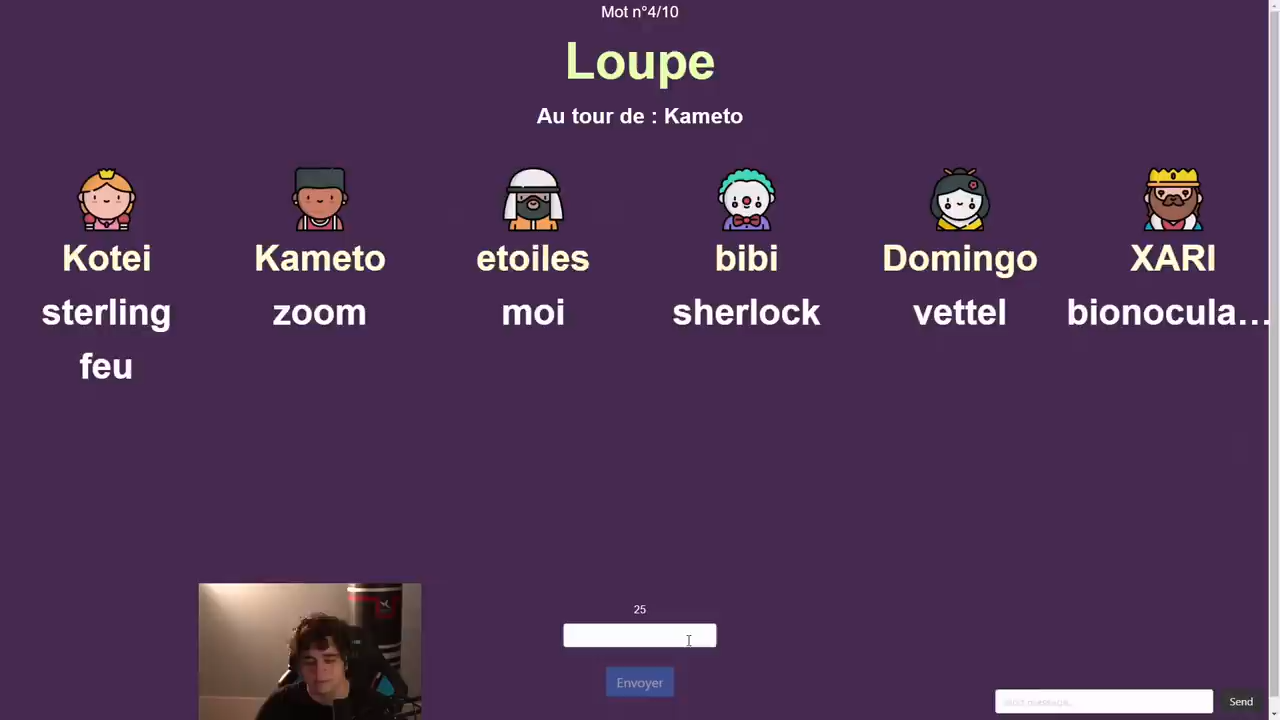 Mot n°4/10
Loupe
Au tour de : Kameto
Kotei Kameto etoiles bibi Domingo XARI
sterling zoom moi sherlock vettel bionocula...
feu
25
Envoyer
Send